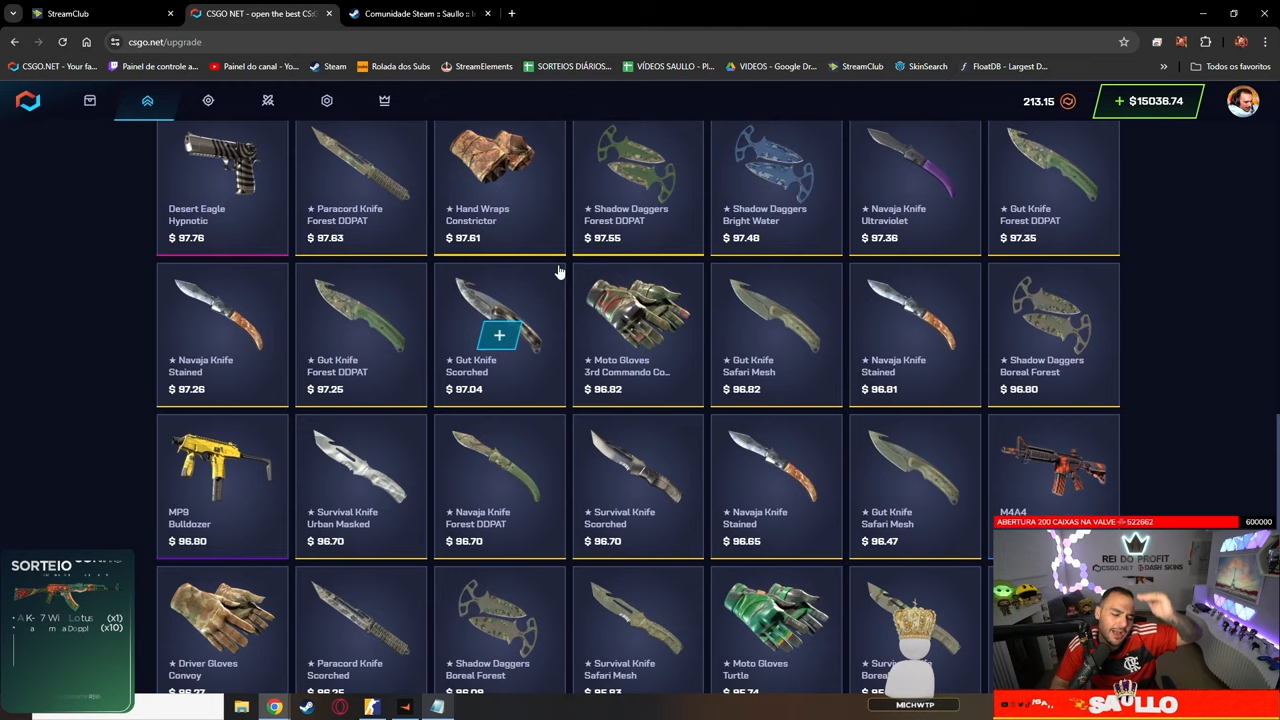 StreamClub
CSGO NET - open the best CS:G
Comunidade Steam :: Saullo :: I
csgo.net/upgrade
CSGO.NET - Your fa...
Painel de controle a...
Painel do canal - Yo...
Steam
Rolada dos Subs
StreamElements
SORTEIOS DIÁRIOS...
VÍDEOS SAULLO - Pl...
VIDEOS - Google Dr...
StreamClub
SkinSearch
FloatDB - Largest D...
Todos os favoritos
213.15
+ $15036.74
Desert Eagle
Hypnotic
$ 97.76
★ Paracord Knife
Forest DDPAT
$ 97.63
★ Hand Wraps
Constrictor
$ 97.61
★ Shadow Daggers
Forest DDPAT
$ 97.55
★ Shadow Daggers
Bright Water
$ 97.48
★ Navaja Knife
Ultraviolet
$ 97.36
★ Gut Knife
Forest DDPAT
$ 97.35
★ Navaja Knife
Stained
$ 97.26
★ Gut Knife
Forest DDPAT
$ 97.25
★ Gut Knife
Scorched
$ 97.04
★ Moto Gloves
3rd Commando Co...
$ 96.82
★ Gut Knife
Safari Mesh
$ 96.82
★ Navaja Knife
Stained
$ 96.81
★ Shadow Daggers
Boreal Forest
$ 96.80
MP9
Bulldozer
$ 96.80
★ Survival Knife
Urban Masked
$ 96.70
★ Navaja Knife
Forest DDPAT
$ 96.70
★ Survival Knife
Scorched
$ 96.70
★ Navaja Knife
Stained
$ 96.65
★ Gut Knife
Safari Mesh
$ 96.47
M4A4
ABERTURA 200 CAIXAS NA VALVE
522662
600000
REI DO PROFIT
CSGO.NET DASH SKINS
SORTEIO
(x1)
(x10)
★ Driver Gloves
Convoy
★ Paracord Knife
Scorched
★ Shadow Daggers
Boreal Forest
★ Survival Knife
Safari Mesh
★ Moto Gloves
Turtle
MICHWTP
SAULLO